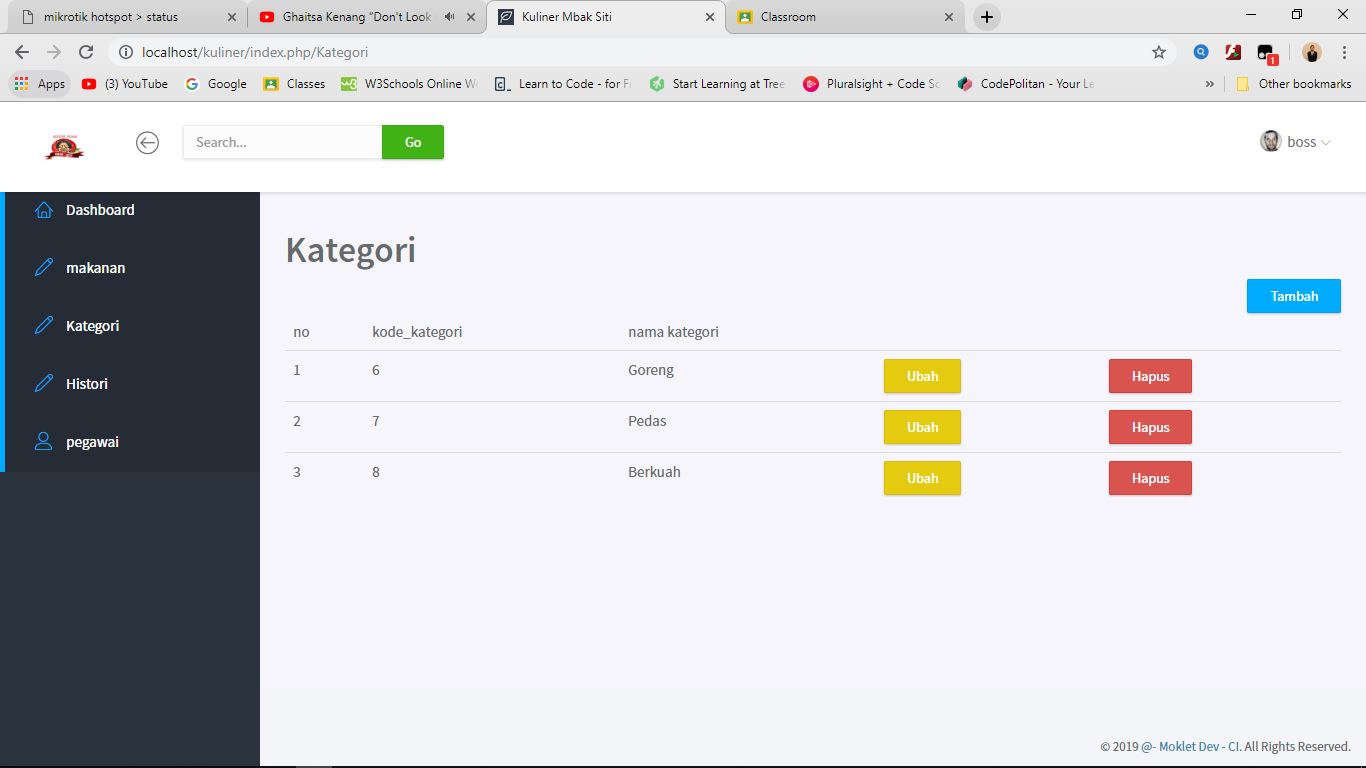 mikrotik hotspot > status
Ghaitsa Kenang "Don't Look
Kuliner Mbak Siti
Classroom
localhost/kuliner/index.php/Kategori
1
Apps
(3) YouTube
Google
Classes
W3Schools Online W
Learn to Code - for F
Start Learning at Tree
Pluralsight + Code Sc
CodePolitan - Your Le
»
Other bookmarks
Search...
Go
boss
Dashboard
makanan
Kategori
Histori
pegawai
Kategori
Tambah
no kode_kategori nama kategori
1 6 Goreng Ubah Hapus
2 7 Pedas Ubah Hapus
3 8 Berkuah Ubah Hapus
© 2019 @- Moklet Dev - CI. All Rights Reserved.